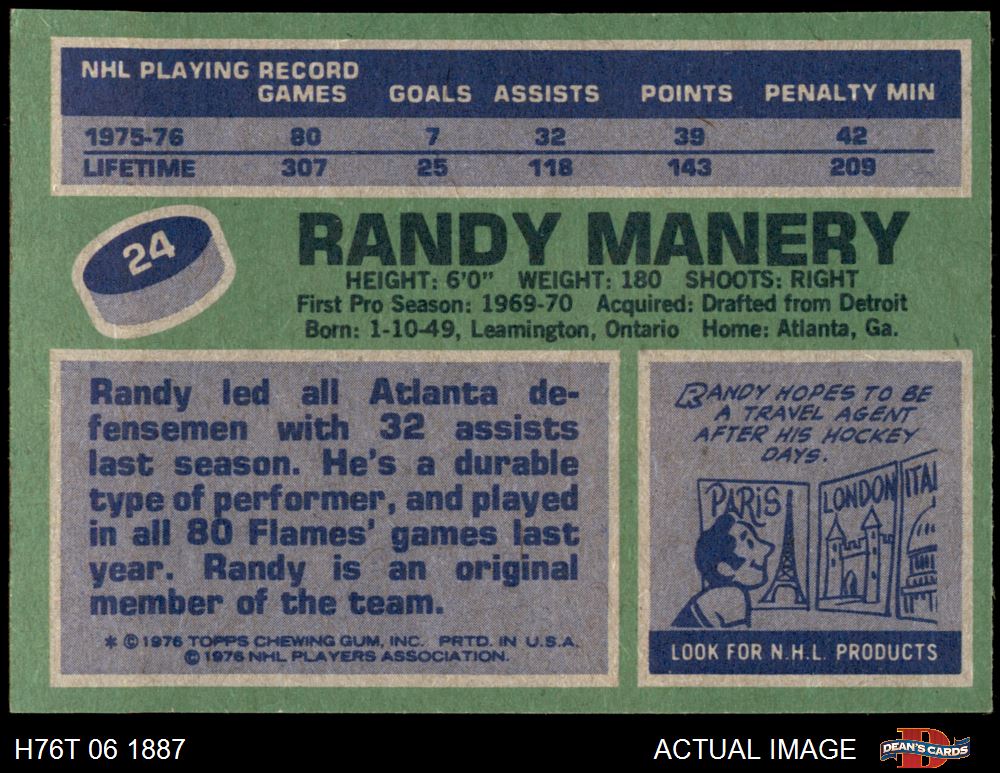 NHL PLAYING RECORD
GAMES GOALS ASSISTS POINTS PENALTY MIN
1975-76 80 7 32 39 42
LIFETIME 307 25 118 143 209
24
RANDY MANERY
HEIGHT: 6'0" WEIGHT: 180 SHOOTS: RIGHT
First Pro Season: 1969-70 Acquired: Drafted from Detroit
Born: 1-10-49, Leamington, Ontario Home: Atlanta, Ga.
Randy led all Atlanta de-
fensemen with 32 assists
last season. He's a durable
type of performer, and played
in all 80 Flames' games last
year. Randy is an original
member of the team.
* © 1976 TOPPS CHEWING GUM, INC. PRTD. IN U.S.A.
© 1976 NHL PLAYERS ASSOCIATION.
RANDY HOPES TO BE
A TRAVEL AGENT
AFTER HIS HOCKEY
DAYS.
PARIS
LONDON
ITAL
LOOK FOR N.H.L. PRODUCTS
H76T 06 1887
ACTUAL IMAGE
DEAN'S CARDS